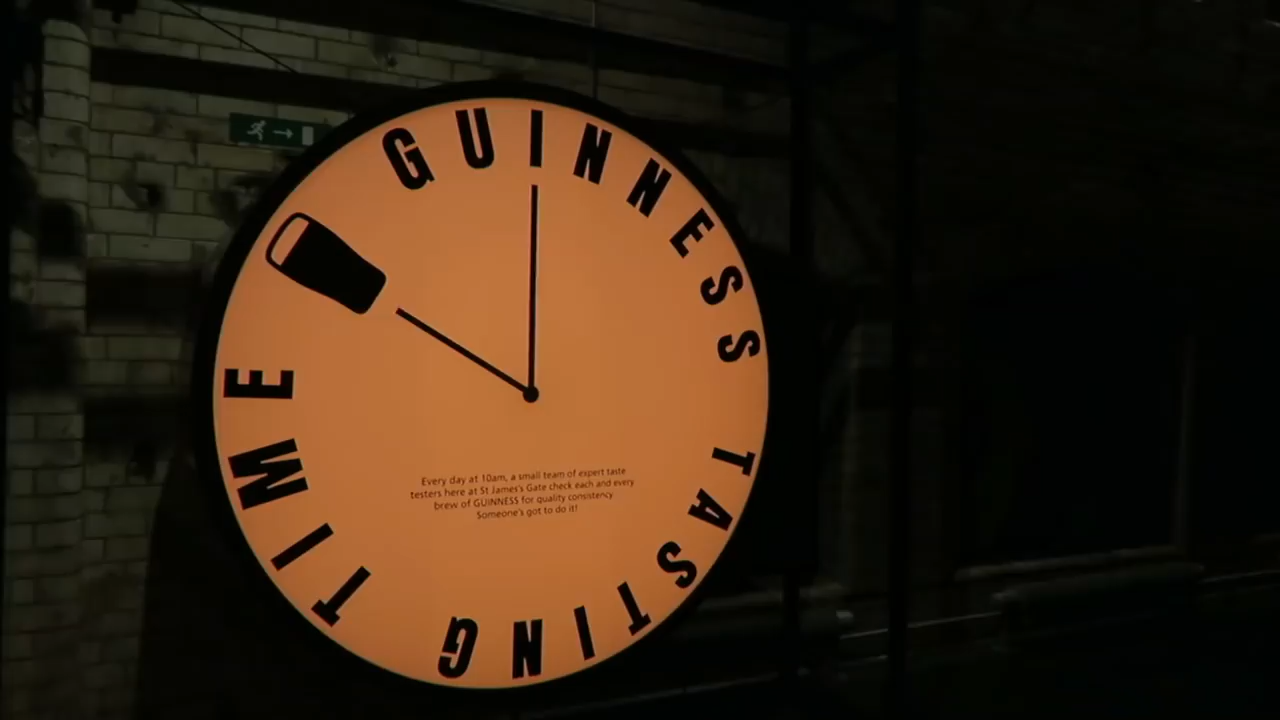 GUINNESS TASTING TIME
Every day at 10am, a small team of expert taste
testers here at St James's Gate check each and every
brew of GUINNESS for quality consistency
Someone's got to do it!